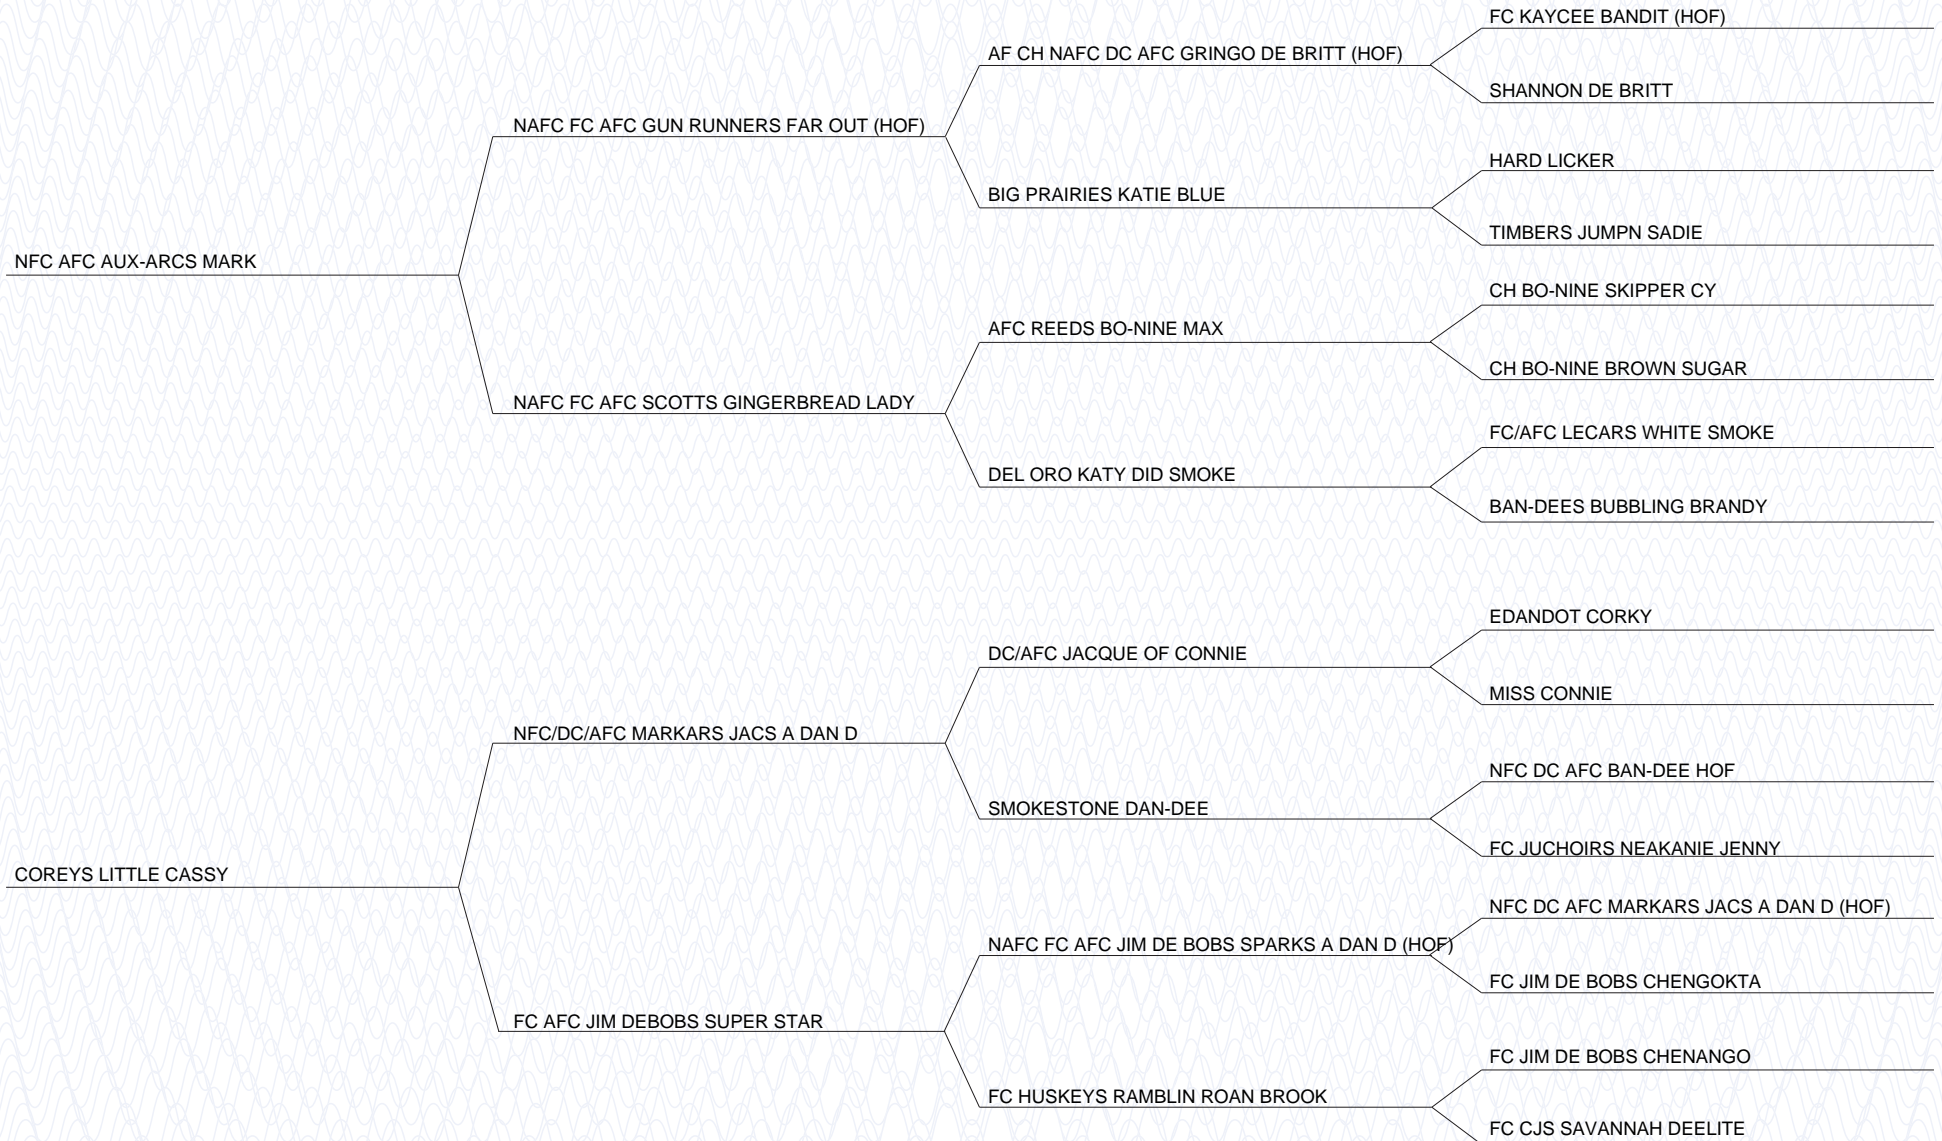 FC KAYCEE BANDIT (HOF)
AF CH NAFC DC AFC GRINGO DE BRITT (HOF)
SHANNON DE BRITT
NAFC FC AFC GUN RUNNERS FAR OUT (HOF)
HARD LICKER
BIG PRAIRIES KATIE BLUE
TIMBERS JUMPN SADIE
NFC AFC AUX-ARCS MARK
CH BO-NINE SKIPPER CY
AFC REEDS BO-NINE MAX
CH BO-NINE BROWN SUGAR
NAFC FC AFC SCOTTS GINGERBREAD LADY
FC/AFC LECARS WHITE SMOKE
DEL ORO KATY DID SMOKE
BAN-DEES BUBBLING BRANDY
EDANDOT CORKY
DC/AFC JACQUE OF CONNIE
MISS CONNIE
NFC/DC/AFC MARKARS JACS A DAN D
NFC DC AFC BAN-DEE HOF
SMOKESTONE DAN-DEE
FC JUCHOIRS NEAKANIE JENNY
COREYS LITTLE CASSY
NFC DC AFC MARKARS JACS A DAN D (HOF)
NAFC FC AFC JIM DE BOBS SPARKS A DAN D (HOF)
FC JIM DE BOBS CHENGOKTA
FC AFC JIM DEBOBS SUPER STAR
FC JIM DE BOBS CHENANGO
FC HUSKEYS RAMBLIN ROAN BROOK
FC CJS SAVANNAH DEELITE